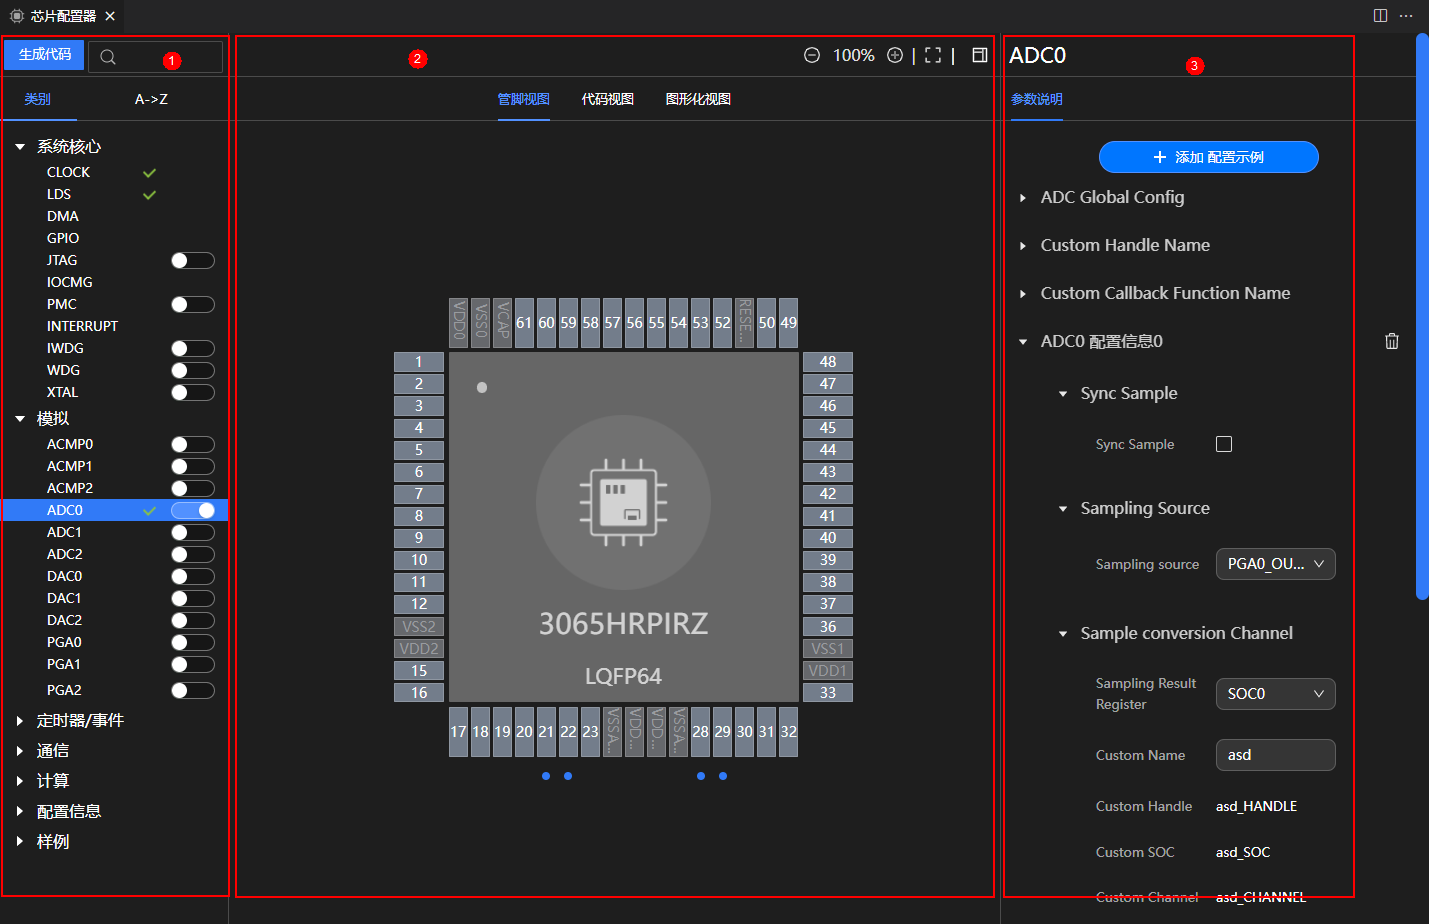 芯片配置器
生成代码
1
类别
A->Z
系统核心
CLOCK
LDS
DMA
GPIO
JTAG
IOCMG
PMC
INTERRUPT
IWDG
WDG
XTAL
模拟
ACMP0
ACMP1
ACMP2
ADC0
ADC1
ADC2
DAC0
DAC1
DAC2
PGA0
PGA1
PGA2
定时器/事件
通信
计算
配置信息
样例
2
100%
管脚视图 代码视图 图形化视图
VDD0 VSS0 VCAP 61 60 59 58 57 56 55 54 53 52 RESE... 50 49
1 48
2 47
3 46
4 45
5 44
6 43
7 42
8 41
9 40
10 39
11 38
12 37
VSS2 36
VDD2 VSS1
15 VDD1
16 33
3065HRPIRZ
LQFP64
17 18 19 20 21 22 23 VSSA... VDD... VDD... VSSA... 28 29 30 31 32
ADC0
3
参数说明
添加 配置示例
ADC Global Config
Custom Handle Name
Custom Callback Function Name
ADC0 配置信息0
Sync Sample
Sync Sample
Sampling Source
Sampling source PGA0_OU...
Sample conversion Channel
Sampling Result
Register
SOC0
Custom Name asd
Custom Handle asd_HANDLE
Custom SOC asd_SOC
Custom Channel asd_CHANNEL